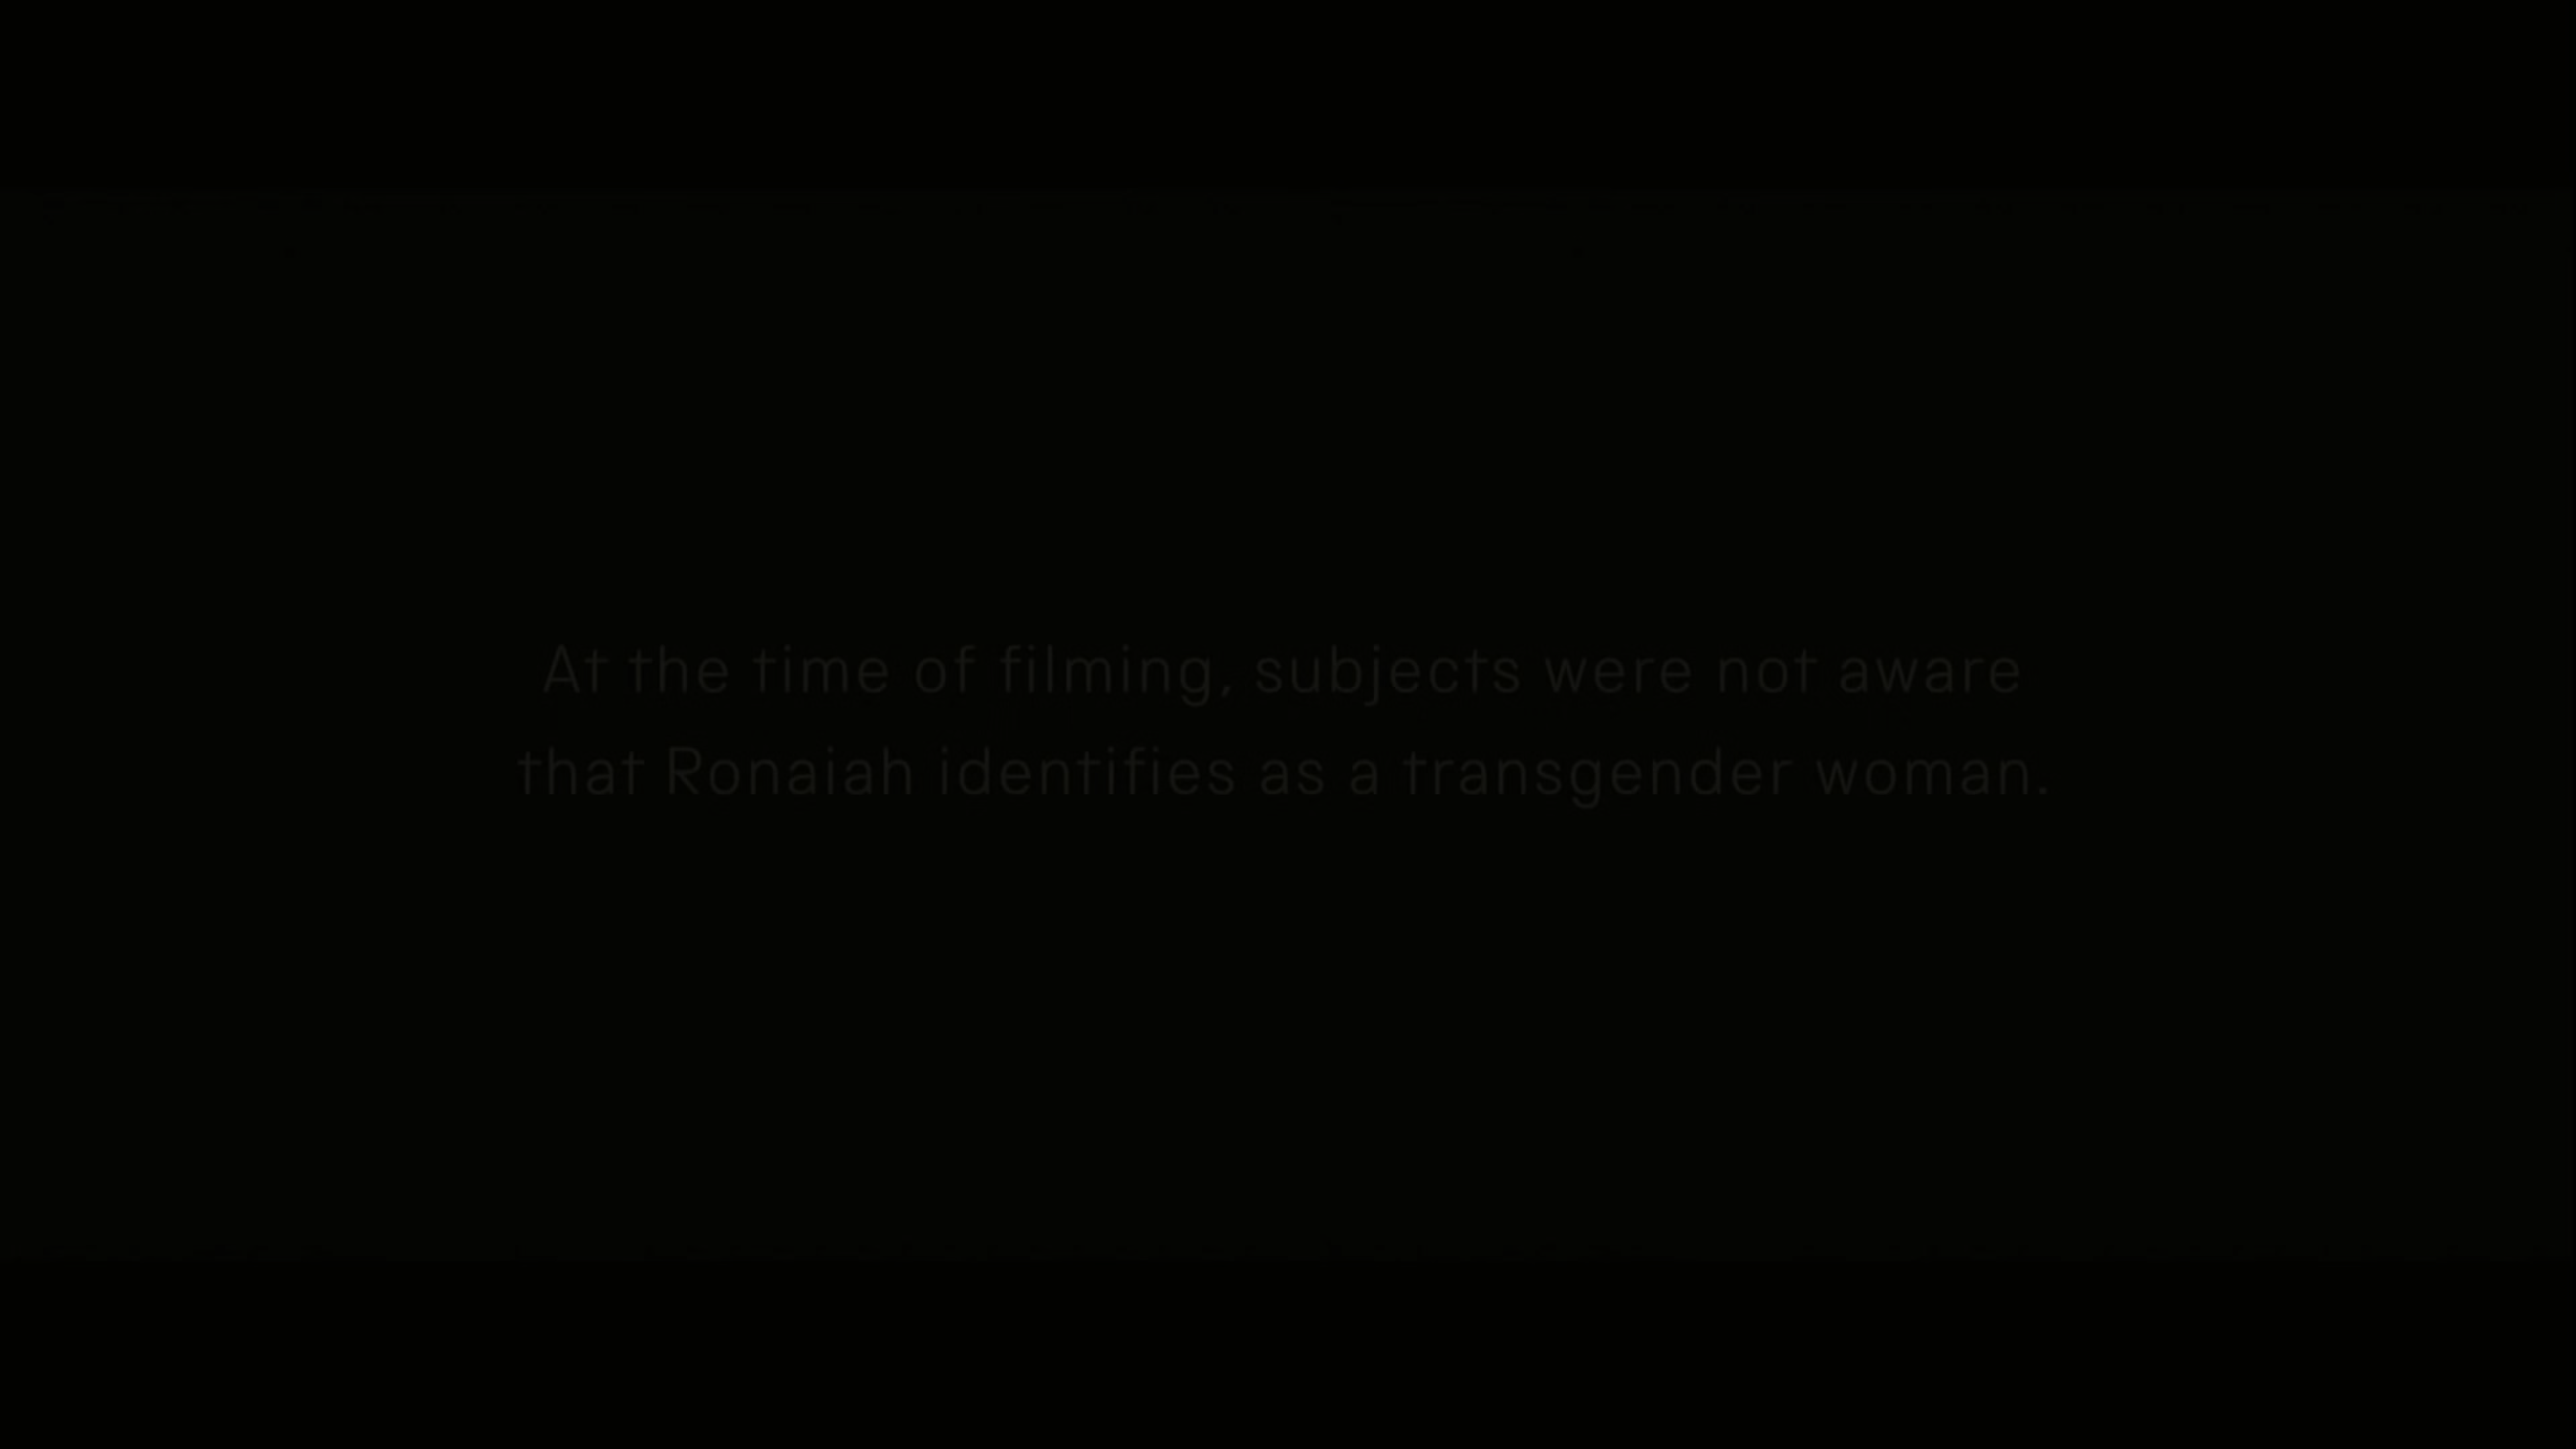 At the time of filming, subjects were not aware
that Ronaiah identifies as a transgender woman.